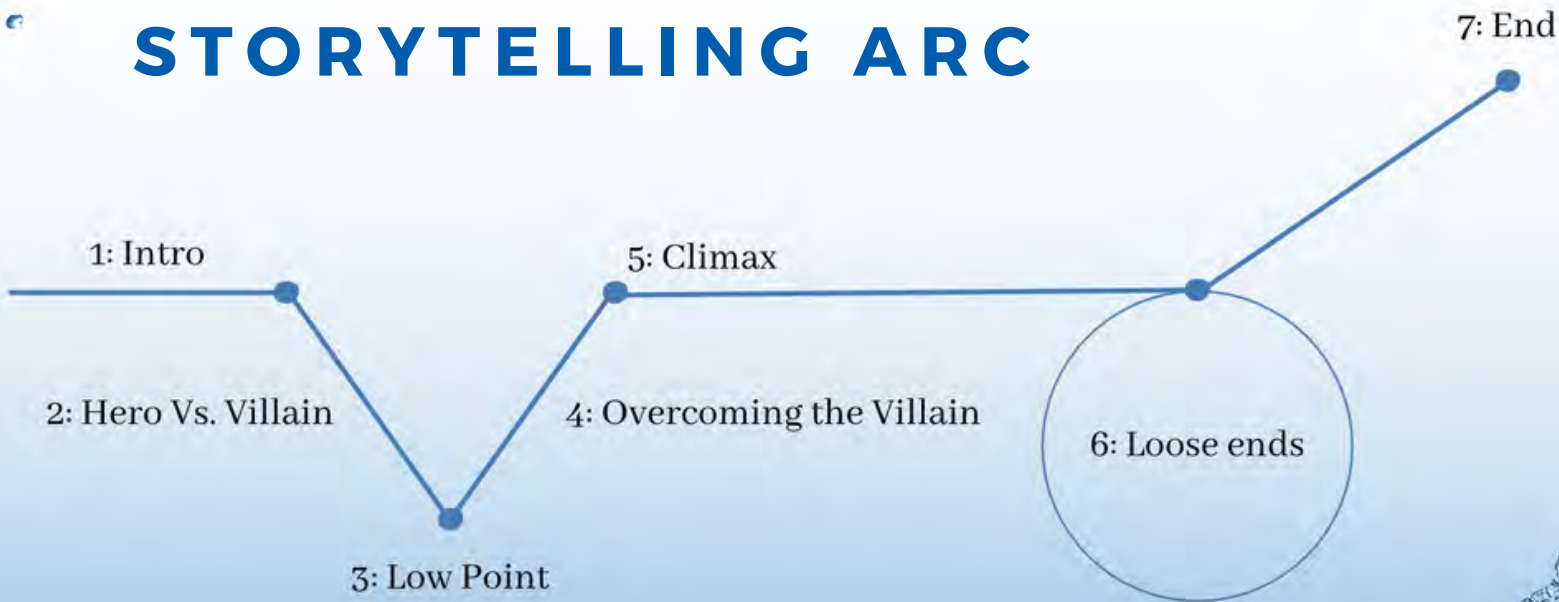 STORYTELLING ARC
7: End
1: Intro
5: Climax
2: Hero Vs. Villain
4: Overcoming the Villain
6: Loose ends
3: Low Point